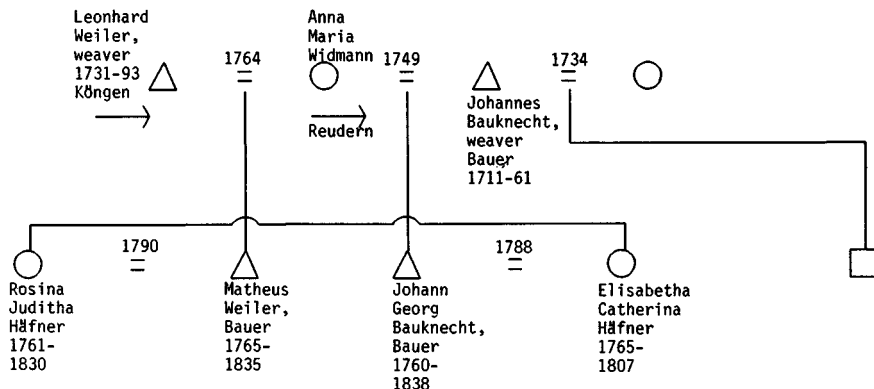 Leonhard
Weiler,
weaver
1731-93
Köngen
1764
Anna
Maria
Widmann
Reudern
1749
Johannes
Bauknecht,
weaver
Bauer
1711-61
1734
Rosina
Juditha
Häfner
1761-
1830
1790
Matheus
Weiler,
Bauer
1765-
1835
Johann
Georg
Bauknecht,
Bauer
1760-
1838
1788
Elisabetha
Catherina
Häfner
1765-
1807